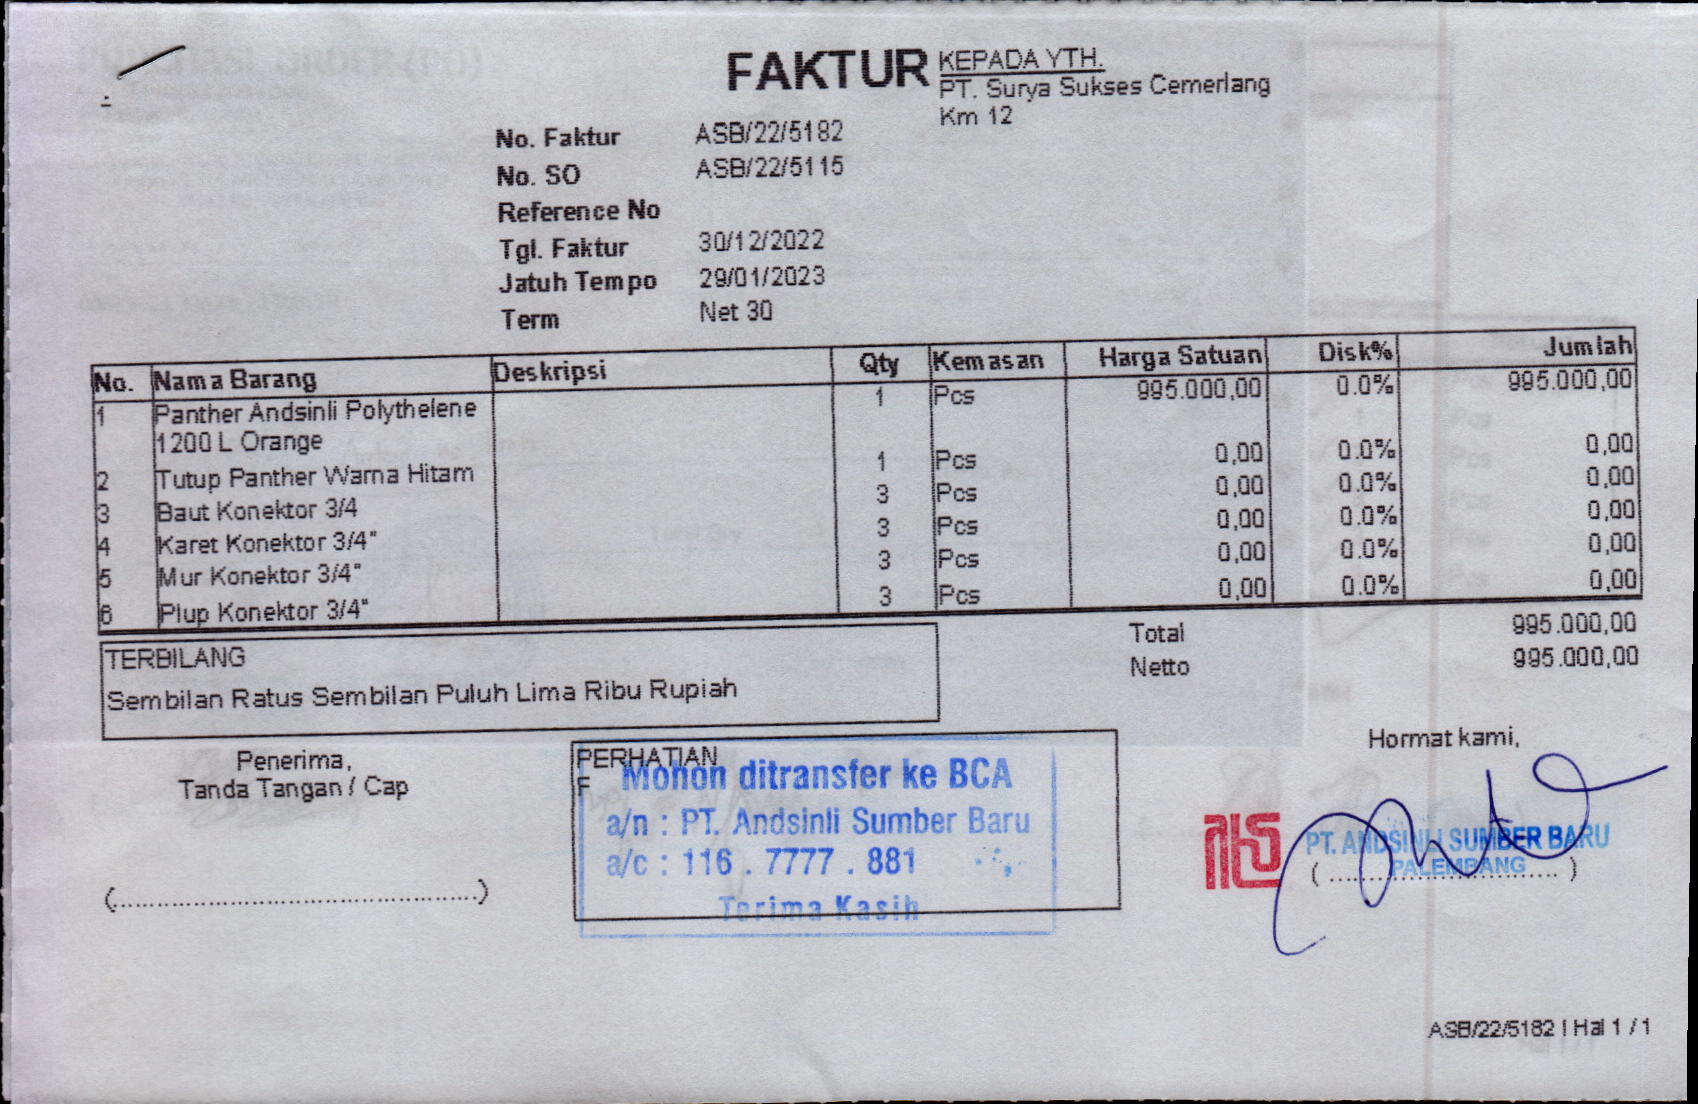 FAKTUR
KEPADA YTH.
PT. Surya Sukses Cemerlang
Km 12
No. Faktur ASB/22/5182
No. SO ASB/22/5115
Reference No
Tgl. Faktur 30/12/2022
Jatuh Tempo 29/01/2023
Term Net 30
No. Nama Barang Deskripsi Qty Kemasan Harga Satuan Disk% Jumlah
1 Panther Andsinli Polythelene 1 Pcs 995.000,00 0.0% 995.000,00
1200 L Orange
2 Tutup Panther Warna Hitam 1 Pcs 0,00 0.0% 0,00
3 Baut Konektor 3/4 3 Pcs 0,00 0.0% 0,00
4 Karet Konektor 3/4" 3 Pcs 0,00 0.0% 0,00
5 Mur Konektor 3/4" 3 Pcs 0,00 0.0% 0,00
6 Plup Konektor 3/4" 3 Pcs 0,00 0.0% 0,00
Total 995.000,00
Netto 995.000,00
TERBILANG
Sembilan Ratus Sembilan Puluh Lima Ribu Rupiah
Penerima,
Tanda Tangan / Cap
(................................................)
PERHATIAN
F
Mohon ditransfer ke BCA
a/n : PT. Andsinli Sumber Baru
a/c : 116 . 7777 . 881
Terima Kasih
Hormat kami,
PT. ANDSINLI SUMBER BARU
PALEMBANG
(................................)
ASB/22/5182 | Hal 1 / 1